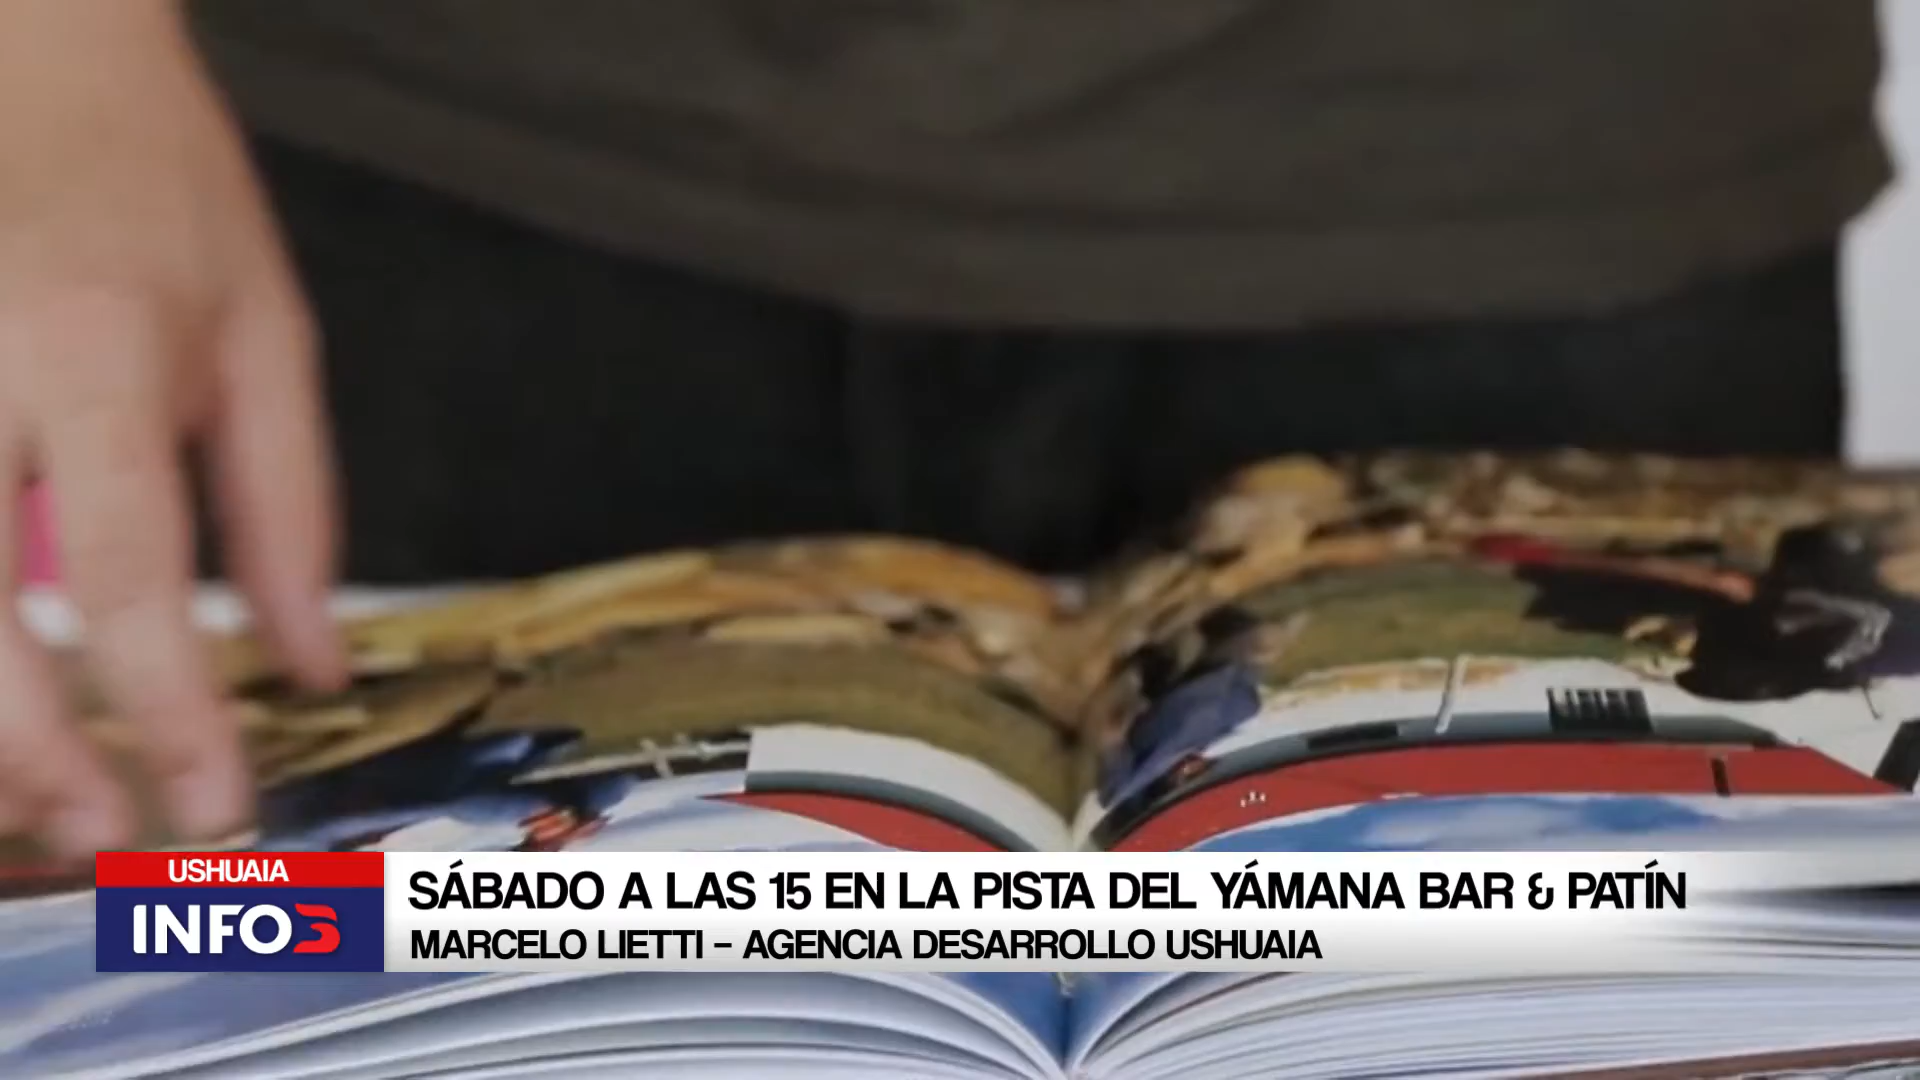 USHUAIA
INFO3
SÁBADO A LAS 15 EN LA PISTA DEL YÁMANA BAR & PATÍN
MARCELO LIETTI - AGENCIA DESARROLLO USHUAIA